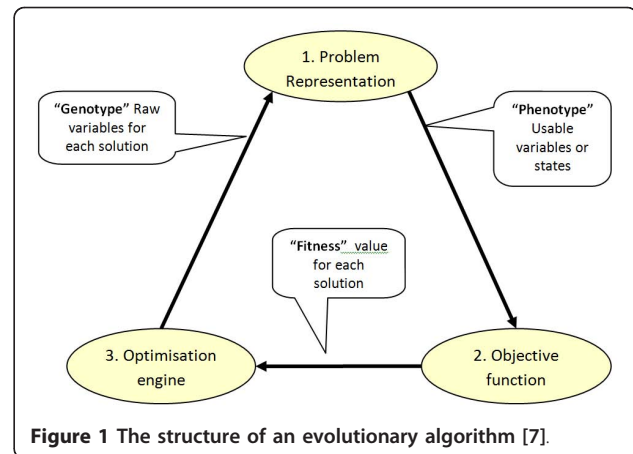 1. Problem
Representation
“Genotype” Raw
variables for
each solution
“Phenotype”
Usable
variables or
states
“Fitness” value
for each
solution
3. Optimisation
engine
2. Objective
function
Figure 1 The structure of an evolutionary algorithm [7].